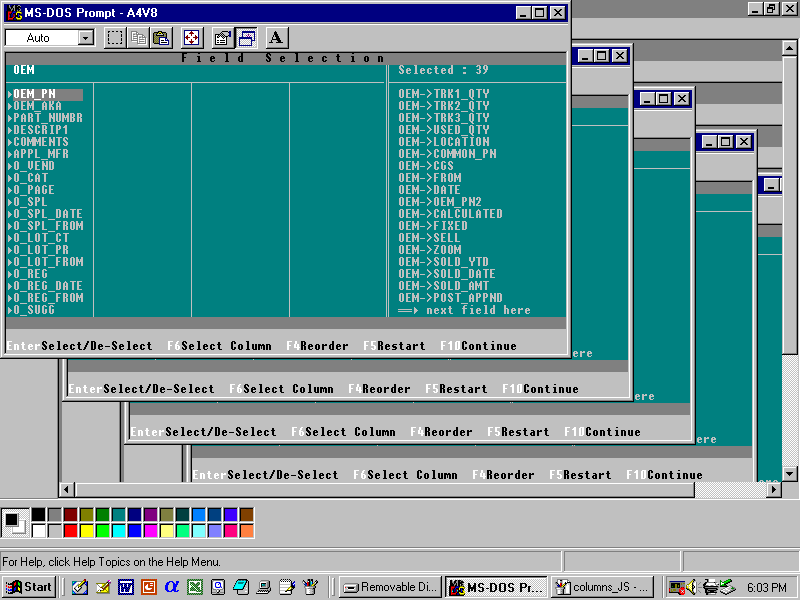 MS-DOS Prompt - A4V8
Auto
A
Field Selection
OEM
Selected : 39
OEM_PN
OEM_AKA
PART_NUMBR
DESCRIP1
COMMENTS
APPL_MFR
O_VEND
O_CAT
O_PAGE
O_SPL
O_SPL_DATE
O_SPL_FROM
O_LOT_CT
O_LOT_PR
O_LOT_FROM
O_REG
O_REG_DATE
O_REG_FROM
O_SUGG
OEM->TRK1_QTY
OEM->TRK2_QTY
OEM->TRK3_QTY
OEM->USED_QTY
OEM->LOCATION
OEM->COMMON_PN
OEM->CGS
OEM->FROM
OEM->DATE
OEM->OEM_PN2
OEM->CALCULATED
OEM->FIXED
OEM->SELL
OEM->ZOOM
OEM->SOLD_YTD
OEM->SOLD_DATE
OEM->SOLD_AMT
OEM->POST_APPND
next field here
EnterSelect/De-Select F6Select Column F4Reorder F5Restart F10Continue
ere
EnterSelect/De-Select F6Select Column F4Reorder F5Restart F10Continue
ere
EnterSelect/De-Select F6Select Column F4Reorder F5Restart F10Continue
ere
EnterSelect/De-Select F6Select Column F4Reorder F5Restart F10Continue
For Help, click Help Topics on the Help Menu.
Start
Removable Di...
MS-DOS Pr...
columns_JS - ...
6:03 PM